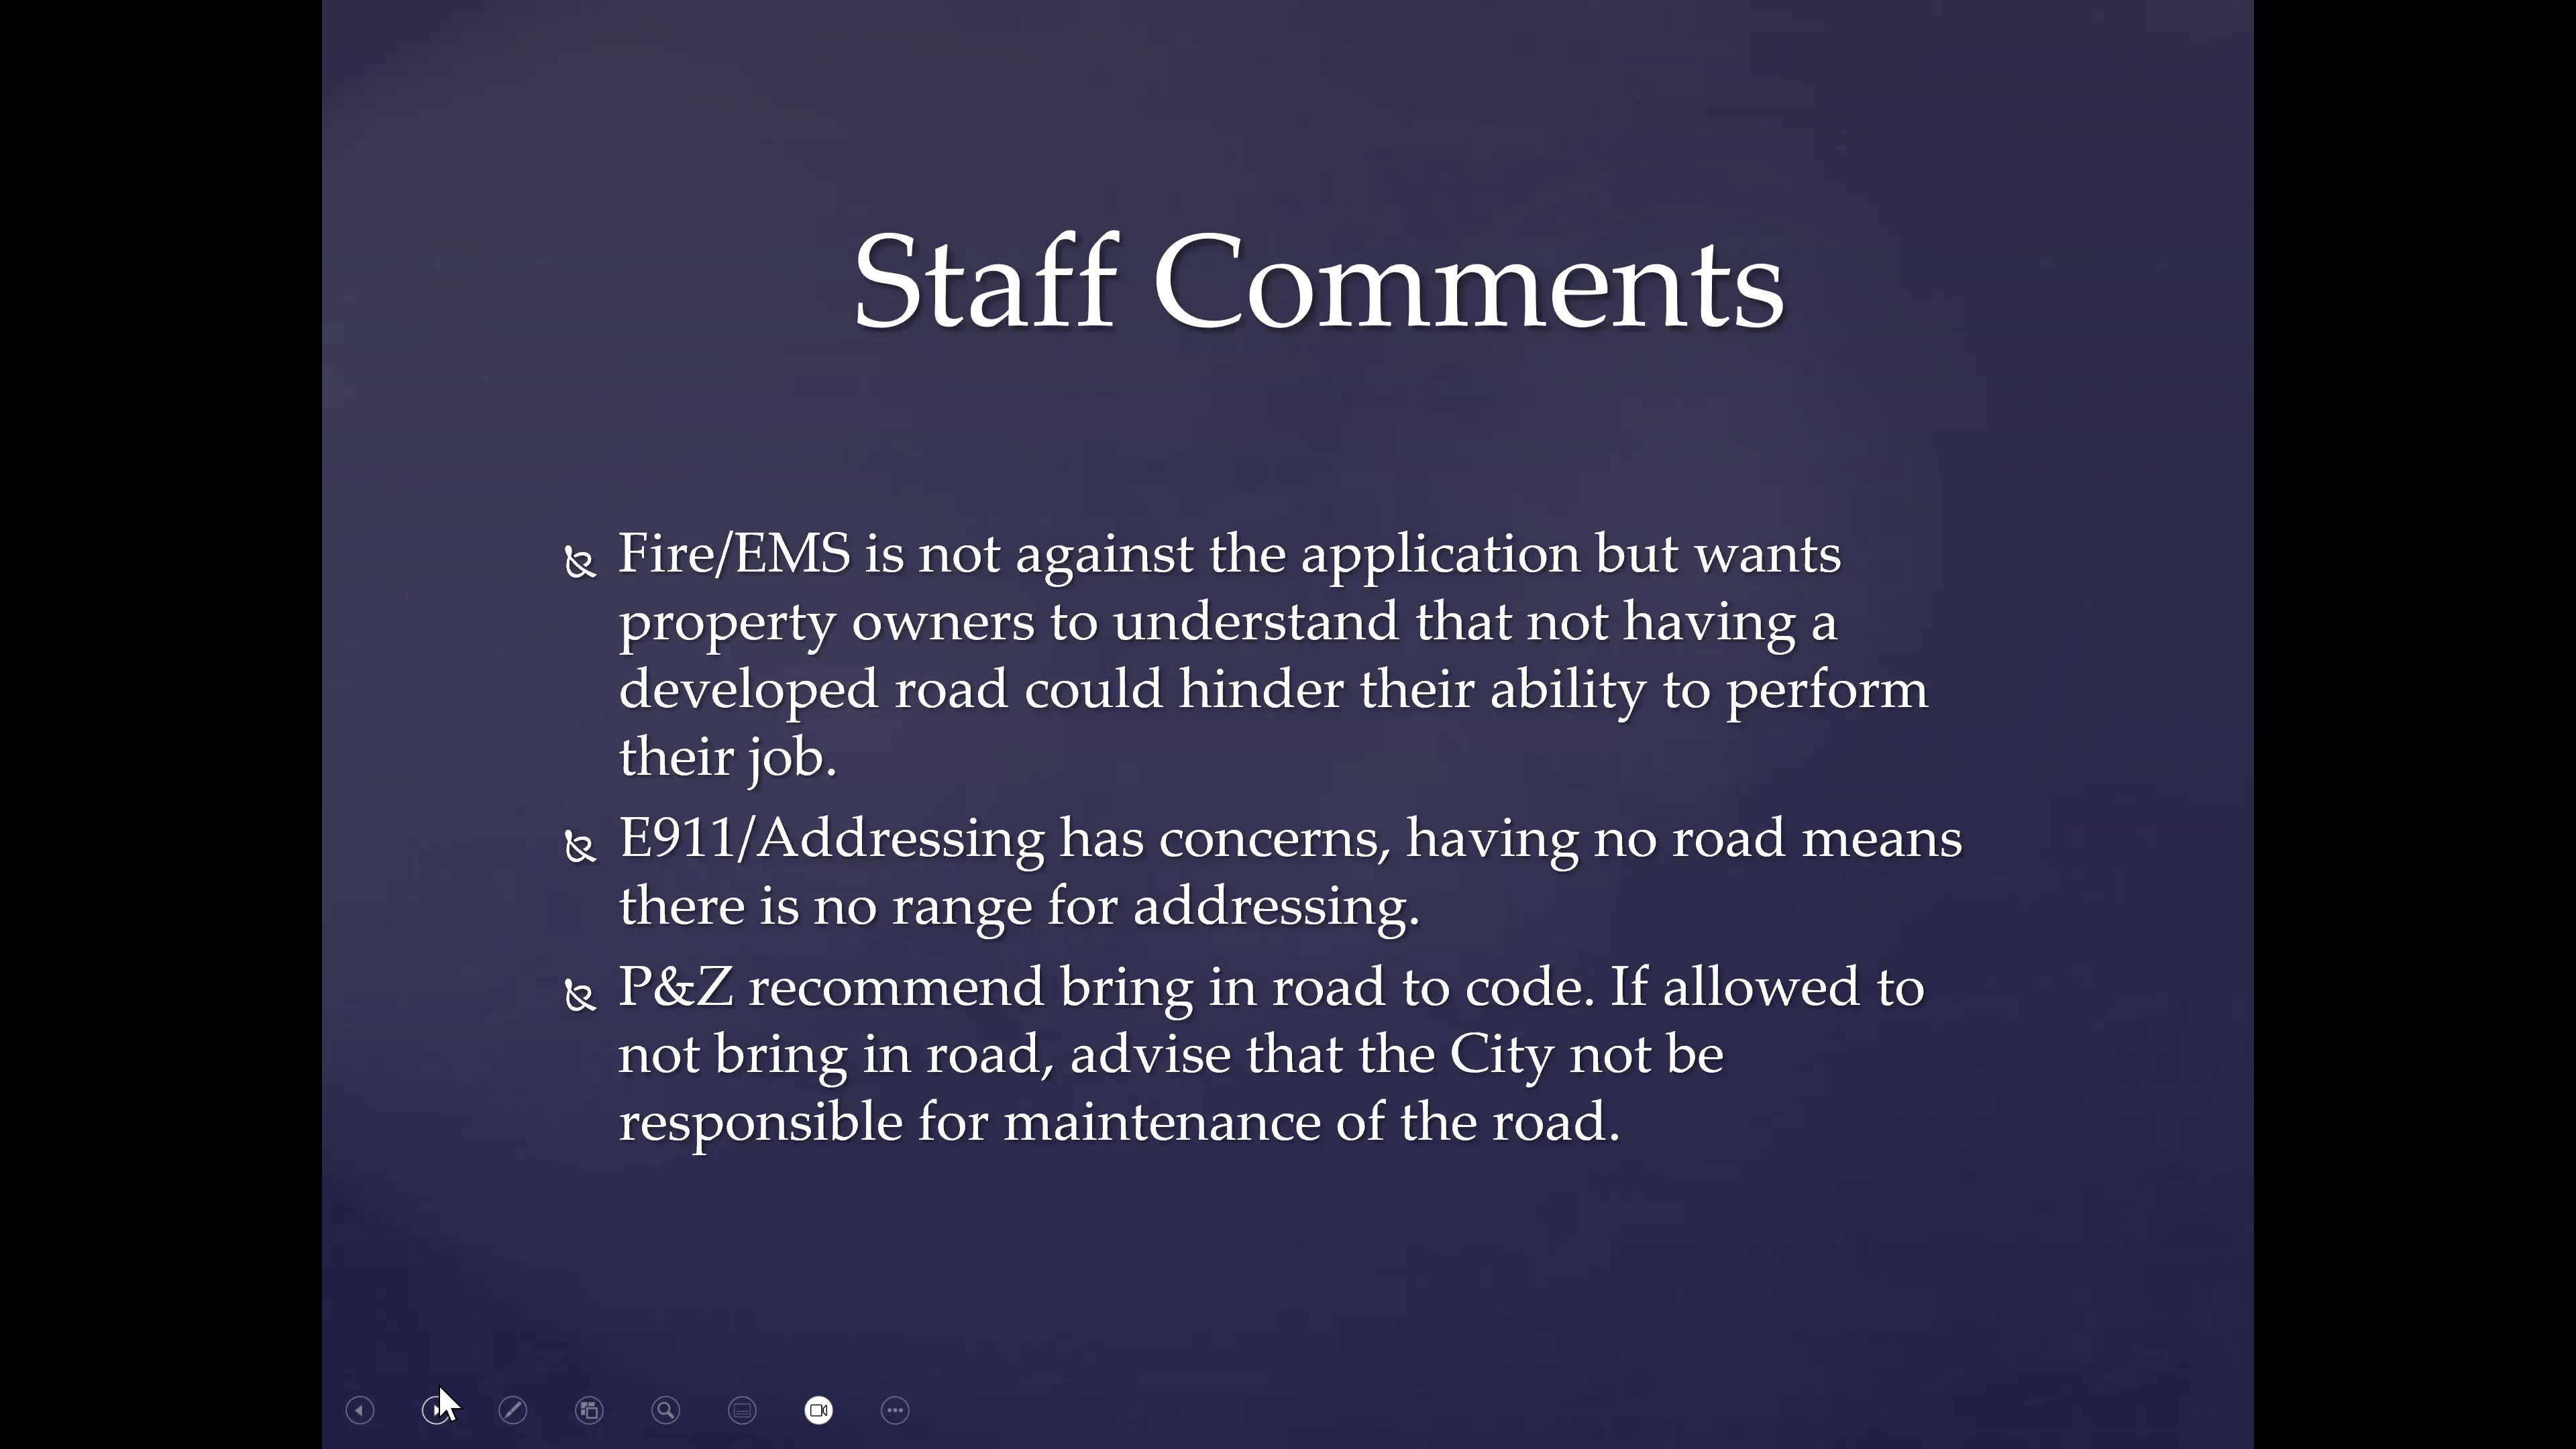 Staff Comments
Fire/EMS is not against the application but wants
property owners to understand that not having a
developed road could hinder their ability to perform
their job.
E911/Addressing has concerns, having no road means
there is no range for addressing.
P&Z recommend bring in road to code. If allowed to
not bring in road, advise that the City not be
responsible for maintenance of the road.